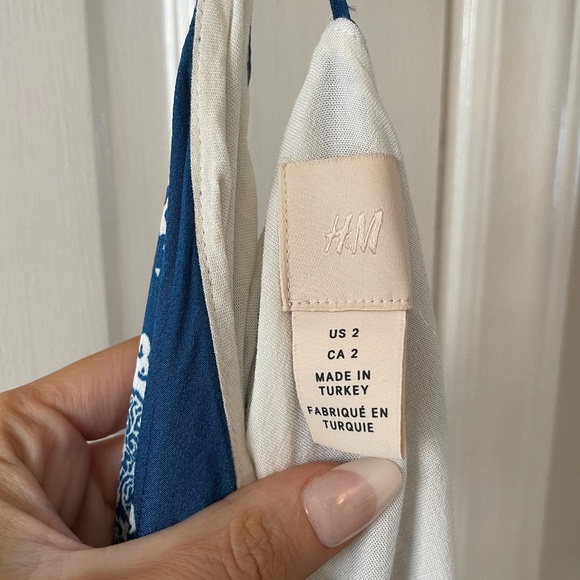 H&M
US 2
CA 2
MADE IN
TURKEY
FABRIQUÉ EN
TURQUIE